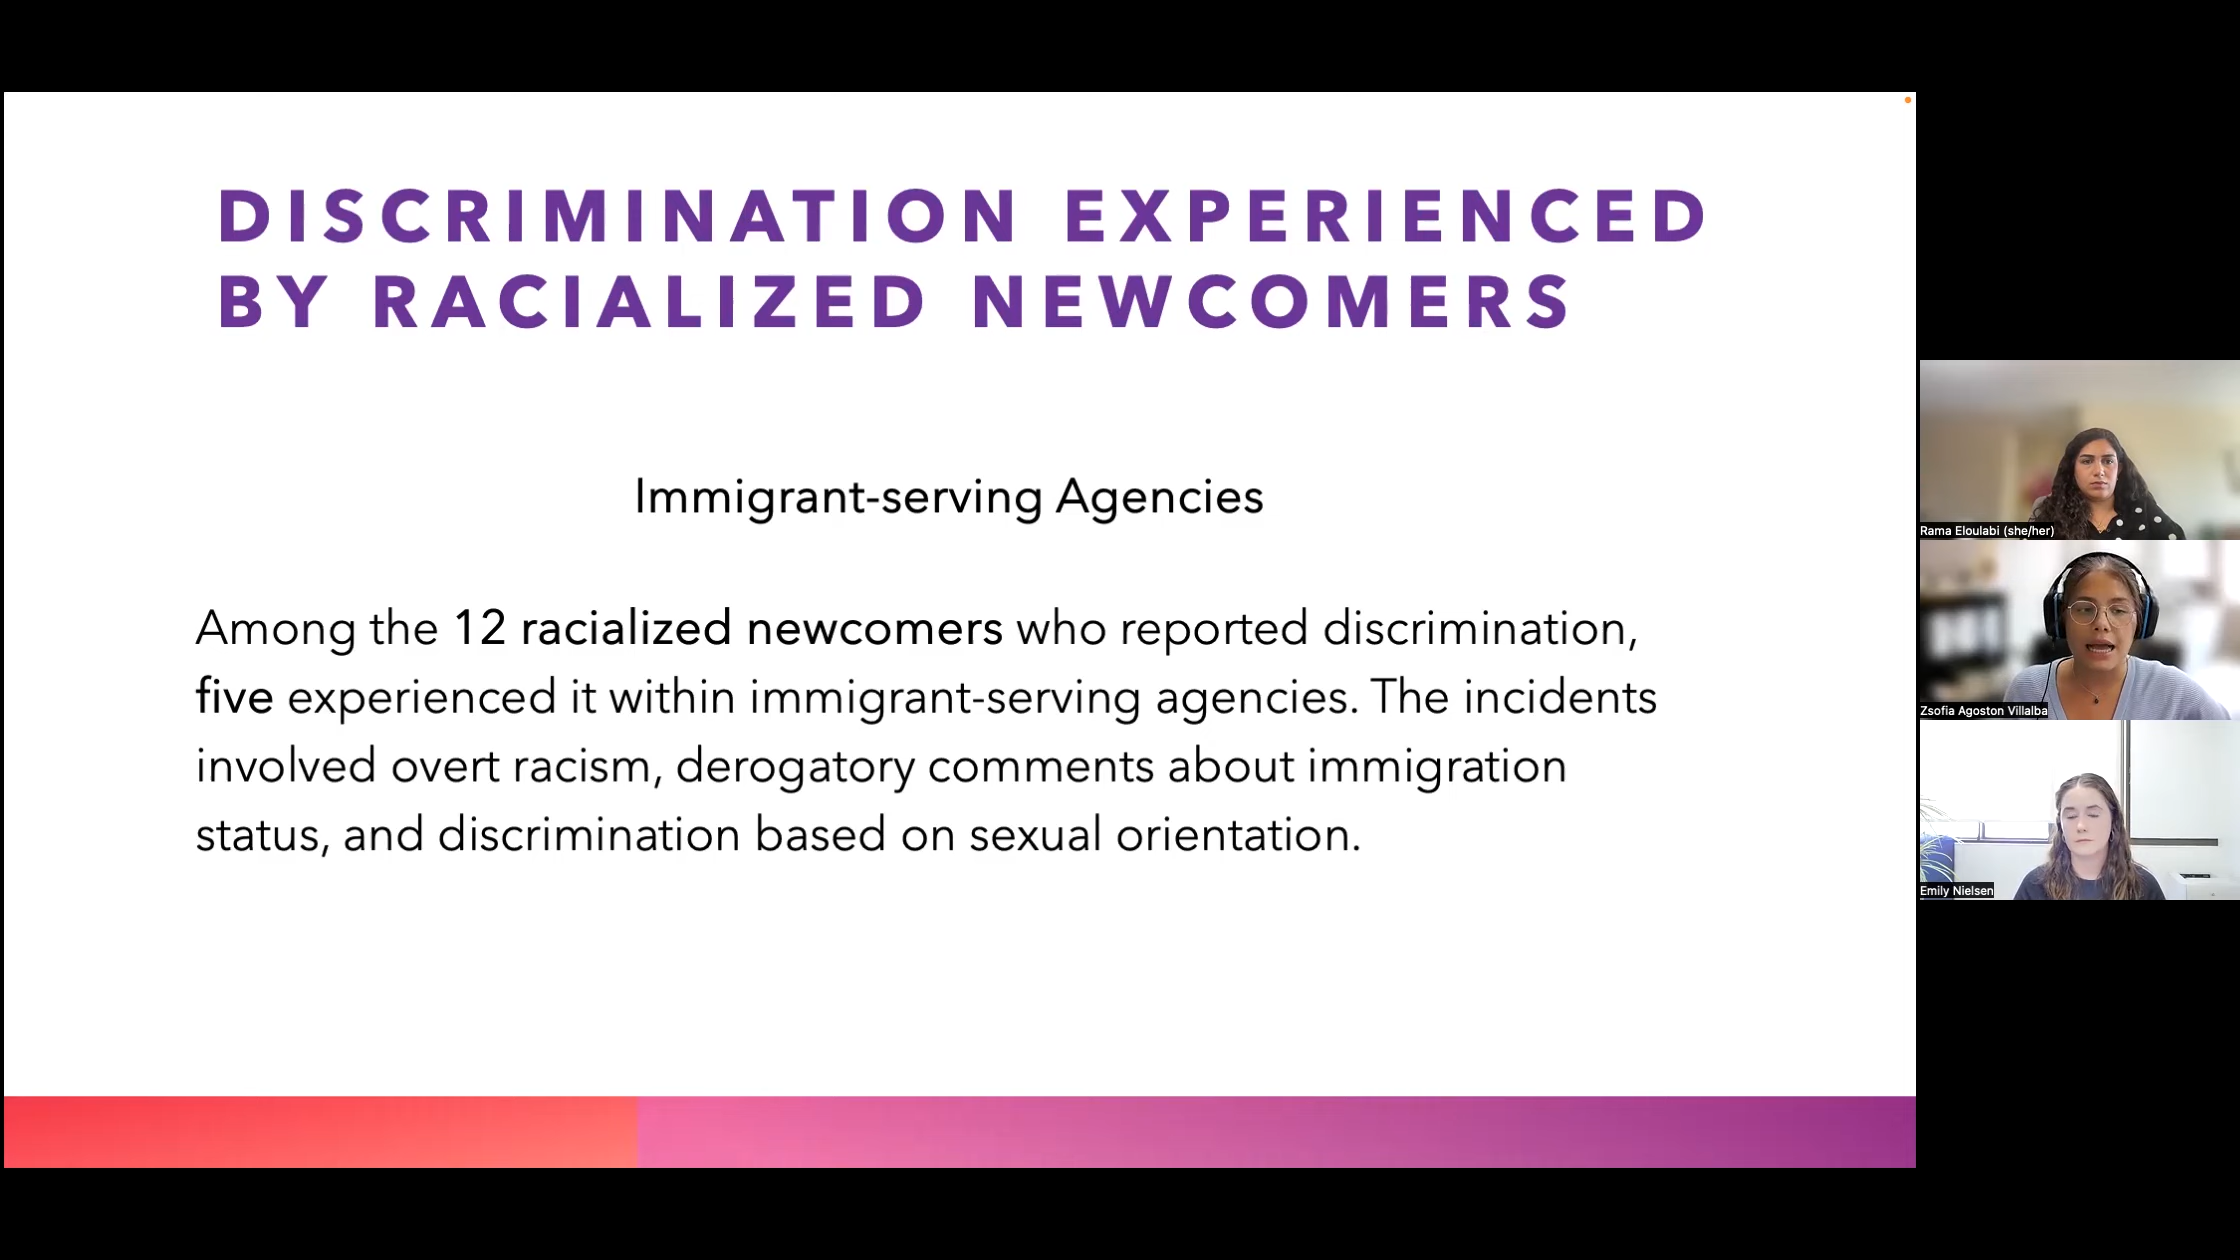 DISCRIMINATION EXPERIENCED
BY RACIALIZED NEWCOMERS
Immigrant-serving Agencies
Among the 12 racialized newcomers who reported discrimination,
five experienced it within immigrant-serving agencies. The incidents
involved overt racism, derogatory comments about immigration
status, and discrimination based on sexual orientation.
Rama Eloulabi (she/her)
Zsofia Agoston Villalba
Emily Nielsen